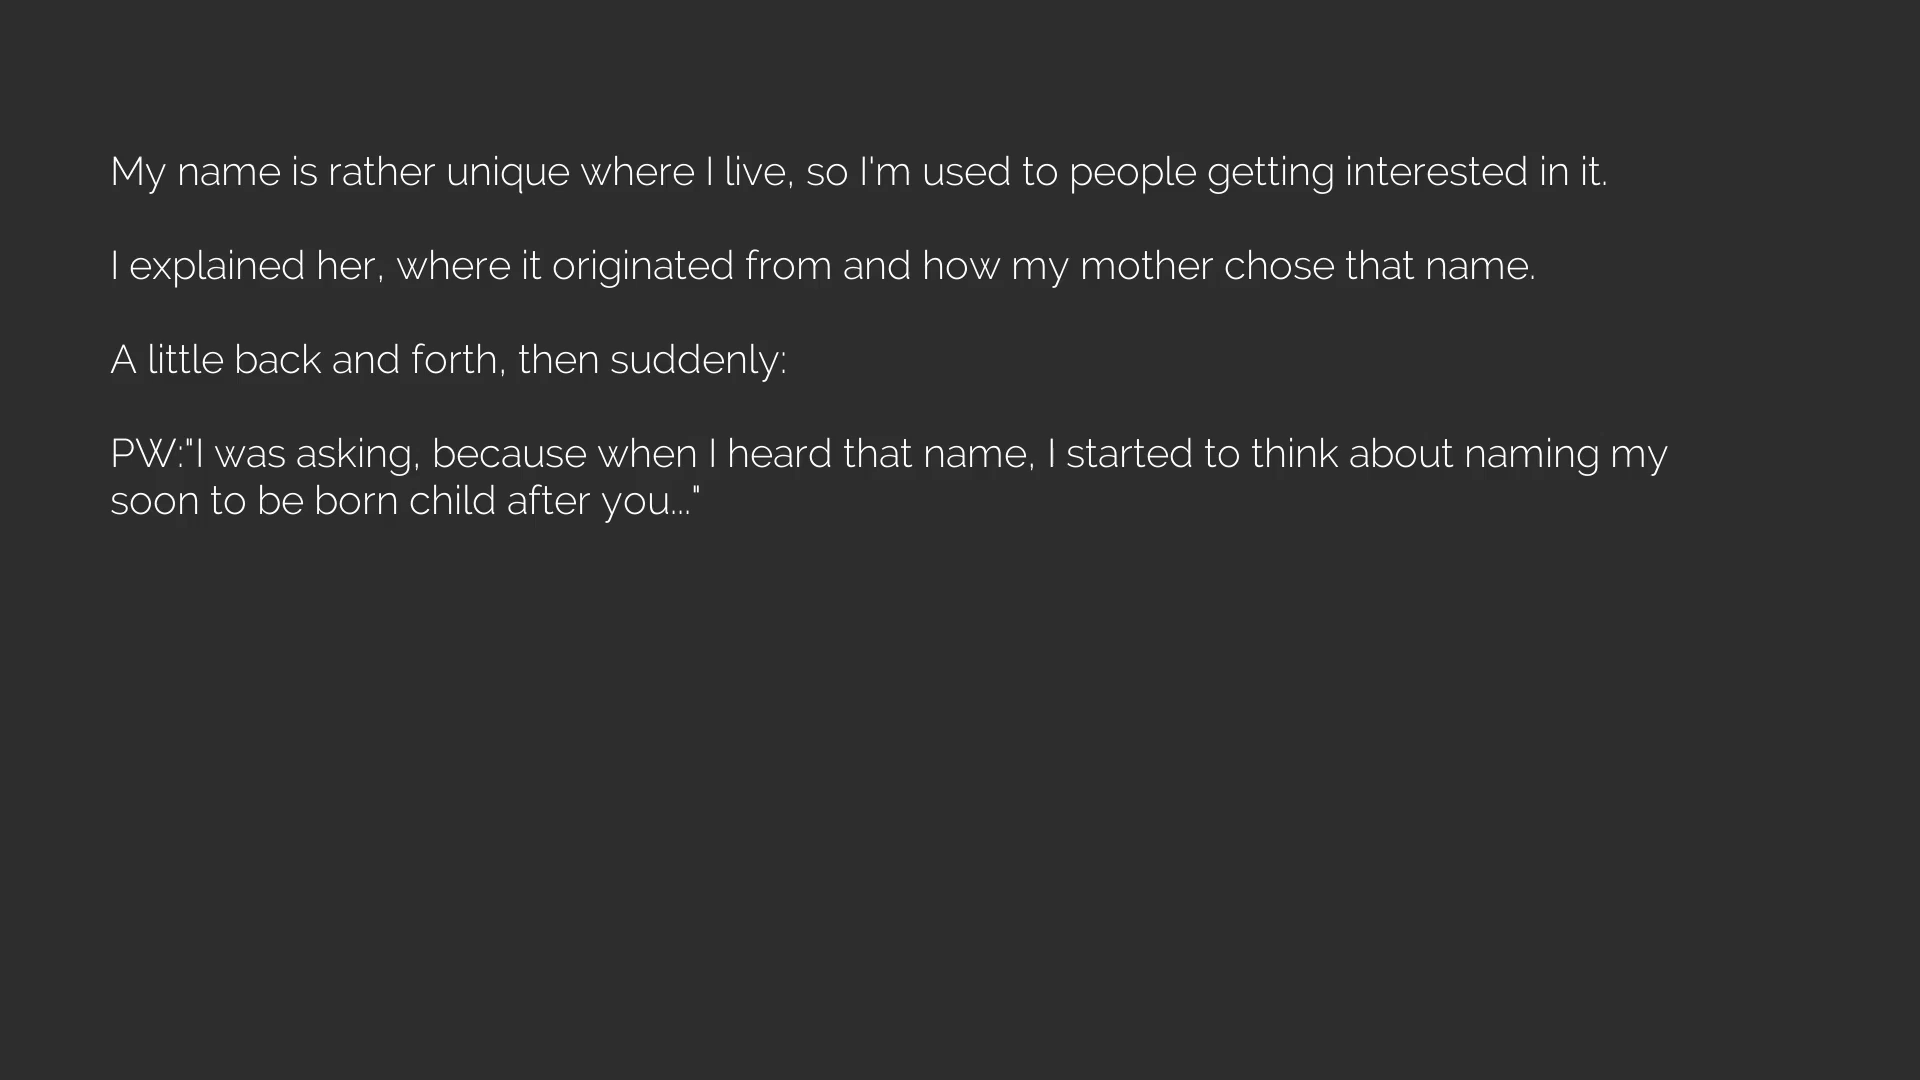 My name is rather unique where I live, so I'm used to people getting interested in it.
I explained her, where it originated from and how my mother chose that name.
A little back and forth, then suddenly:
PW:"I was asking, because when I heard that name, I started to think about naming my
soon to be born child after you..."